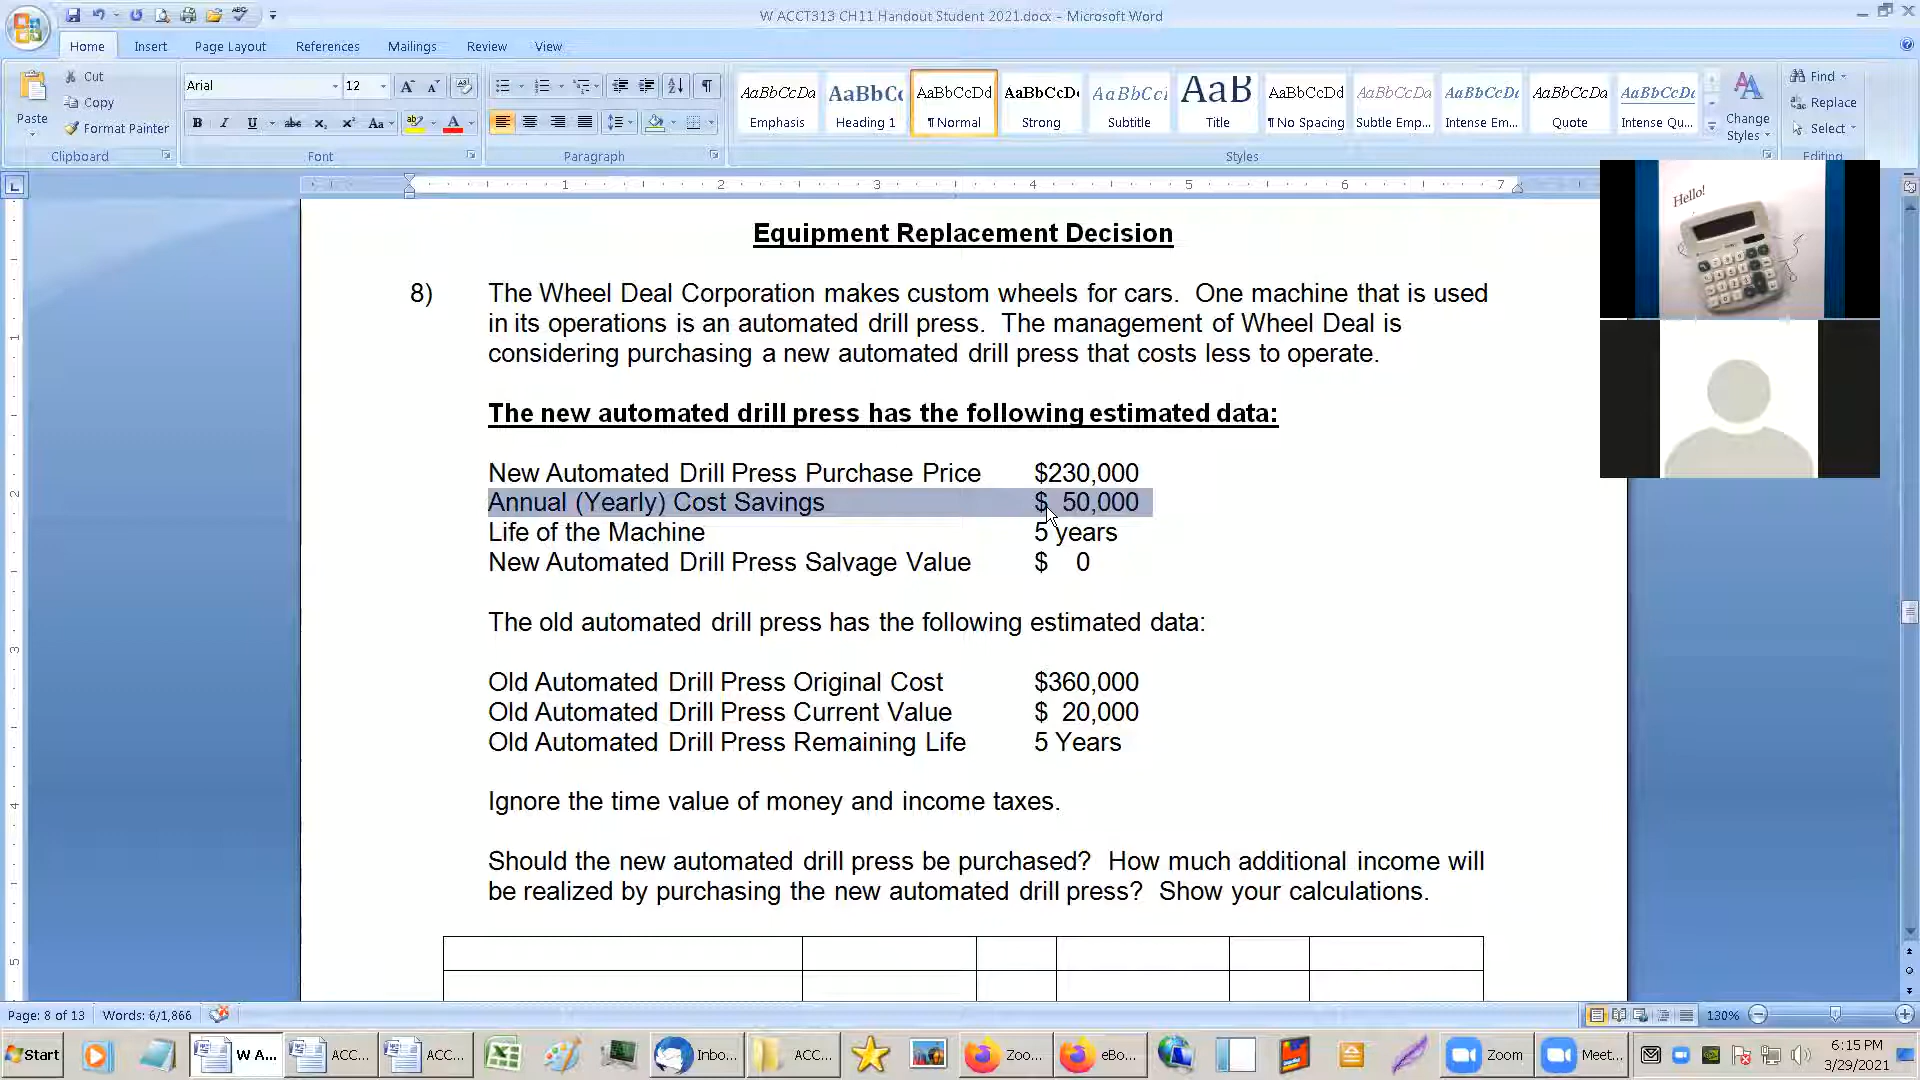 W ACCT313 CH11 Handout Student 2021.docx - Microsoft Word
Home Insert Page Layout References Mailings Review View
Paste Cut Copy Format Painter
Clipboard
Arial 12
Font
Paragraph
AaBbCcDa AaBbC AaBbCcDd AaBbCcDc AaBbCcI AaB AaBbCcDd AaBbCcDa AaBbCcDa AaBbCcDa AaBbCcDc
Emphasis Heading 1 ¶ Normal Strong Subtitle Title ¶ No Spacing Subtle Emp... Intense Em... Quote Intense Qu...
Styles
Change Styles
Find
Replace
Select
Editing
1 2 3 4 5 6 7
Hello!
Equipment Replacement Decision
8) The Wheel Deal Corporation makes custom wheels for cars. One machine that is used
in its operations is an automated drill press. The management of Wheel Deal is
considering purchasing a new automated drill press that costs less to operate.
The new automated drill press has the following estimated data:
New Automated Drill Press Purchase Price $230,000
Annual (Yearly) Cost Savings $ 50,000
Life of the Machine 5 years
New Automated Drill Press Salvage Value $ 0
The old automated drill press has the following estimated data:
Old Automated Drill Press Original Cost $360,000
Old Automated Drill Press Current Value $ 20,000
Old Automated Drill Press Remaining Life 5 Years
Ignore the time value of money and income taxes.
Should the new automated drill press be purchased? How much additional income will
be realized by purchasing the new automated drill press? Show your calculations.
Page: 8 of 13 Words: 6/1,866 130%
Start W A... ACC... ACC... Inbo... ACC... Zoo... eBo... Zoom Meet... 6:15 PM
3/29/2021